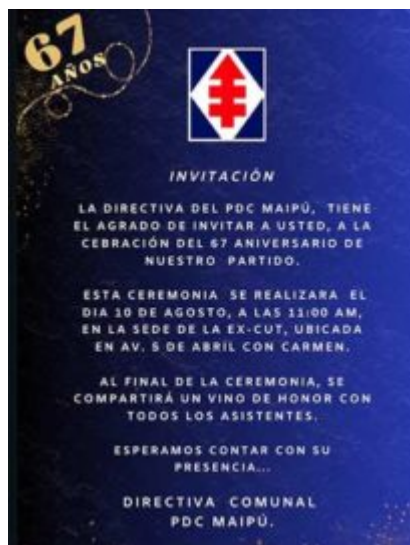 67
AÑOS
INVITACIÓN
LA DIRECTIVA DEL PDC MAIPÚ, TIENE
EL AGRADO DE INVITAR A USTED, A LA
CEBRACIÓN DEL 67 ANIVERSARIO DE
NUESTRO PARTIDO.
ESTA CEREMONIA SE REALIZARA EL
DIA 10 DE AGOSTO, A LAS 11:00 AM,
EN LA SEDE DE LA EX-CUT, UBICADA
EN AV. 5 DE ABRIL CON CARMEN.
AL FINAL DE LA CEREMONIA, SE
COMPARTIRÁ UN VINO DE HONOR CON
TODOS LOS ASISTENTES.
ESPERAMOS CONTAR CON SU
PRESENCIA...
DIRECTIVA COMUNAL
PDC MAIPÚ.